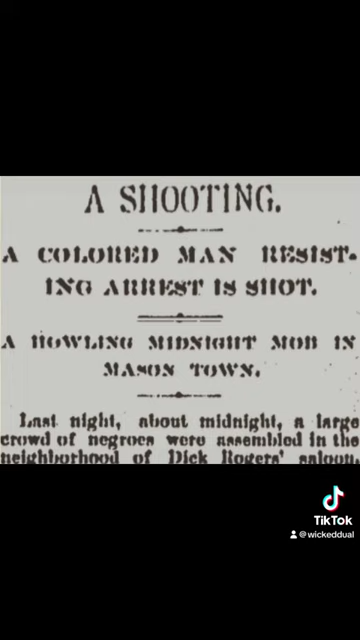 A SHOOTING.
A COLORED MAN RESIST-
ING ARREST IS SHOT.
A HOWLING MIDNIGHT MOB IN
MASON TOWN.
Last night, about midnight, a large
crowd of negroes were assembled in the
neighborhood of Dick Rogers' saloon,
TikTok
@wickeddual